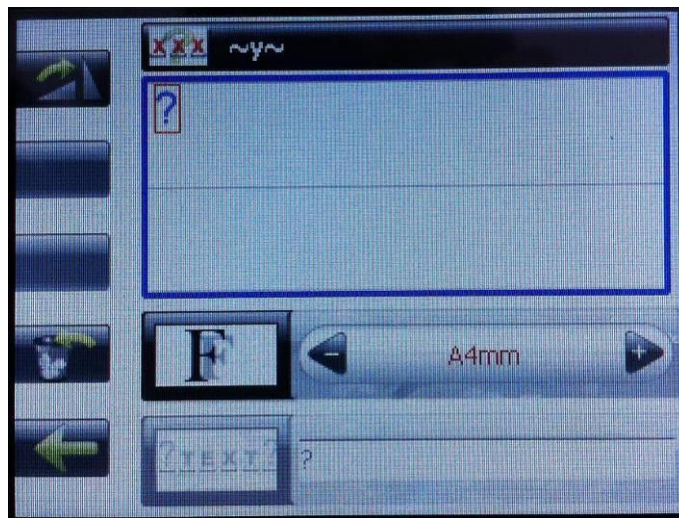 XXX ~y~
?
F
- A4mm +
?TEXT? ?